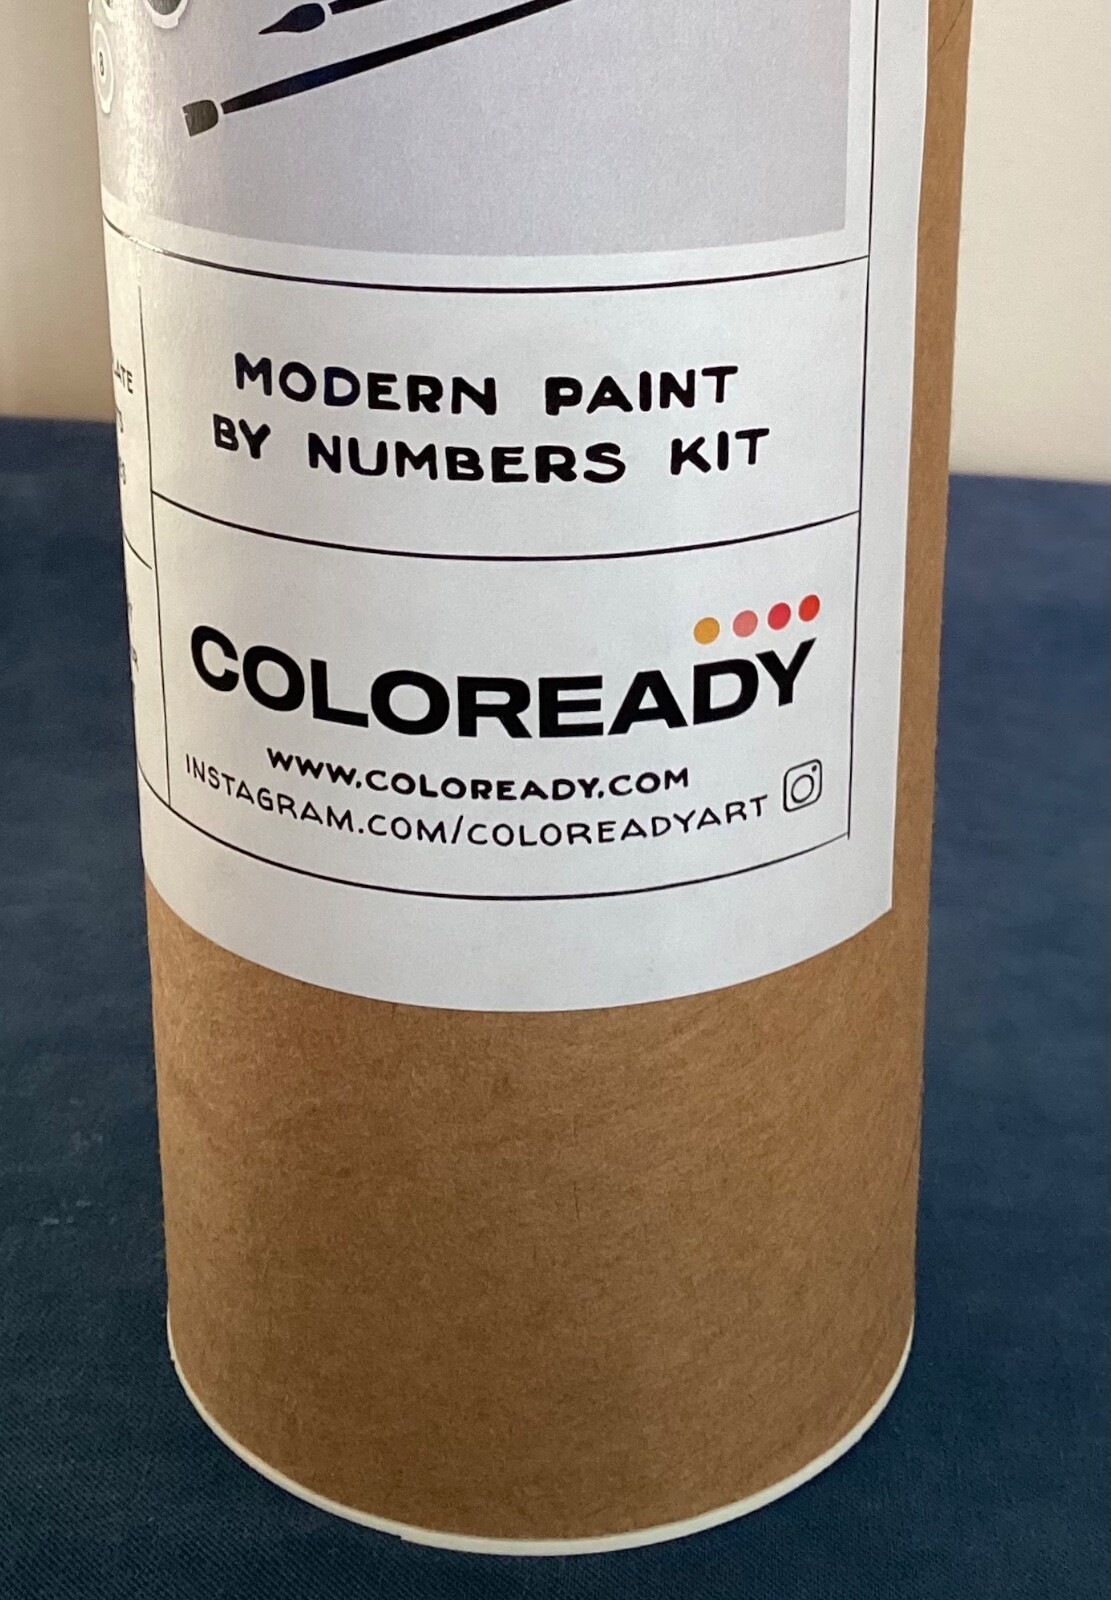 MODERN PAINT
BY NUMBERS KIT
COLOREADY
WWW.COLOREADY.COM
INSTAGRAM.COM/COLOREADYART